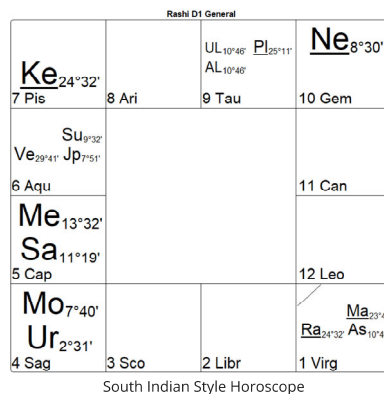 Rashi D1 General
Ke24°32'
7 Pis
8 Ari
UL10°46' Pl25°11'
AL10°46'
9 Tau
Ne8°30'
10 Gem
Su9°32'
Ve29°41' Jp7°51'
6 Aqu
11 Can
Me13°32'
Sa11°19'
5 Cap
12 Leo
Mo7°40'
Ur2°31'
4 Sag
3 Sco
2 Libr
Ma23°4
Ra24°32' As10°4
1 Virg
South Indian Style Horoscope